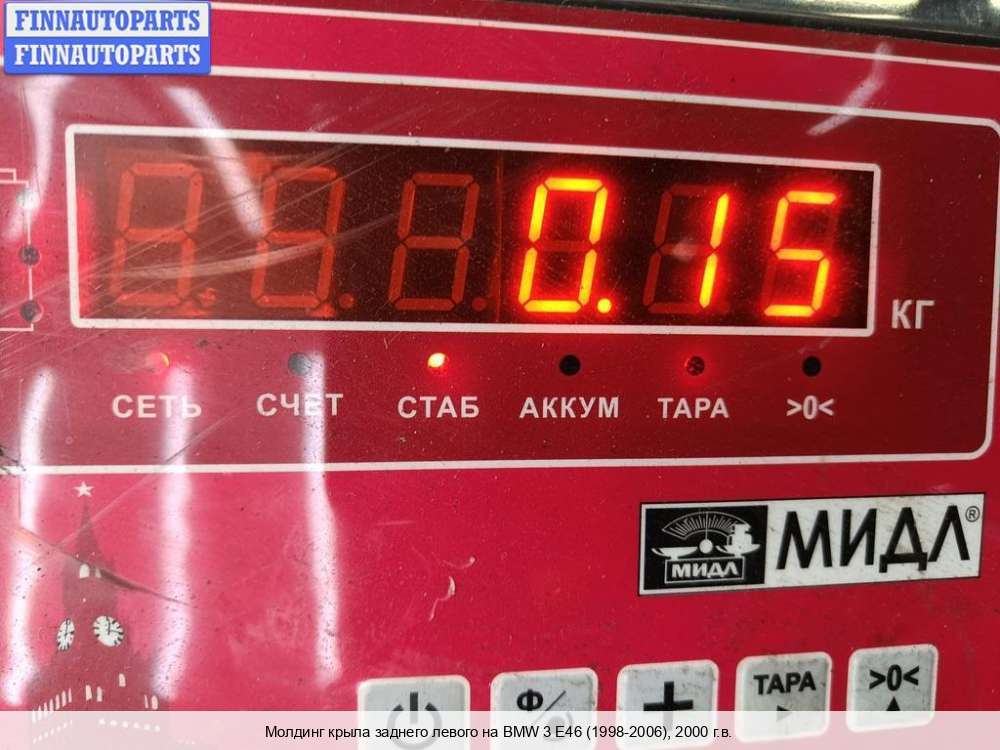 FINNAUTOPARTS
FINNAUTOPARTS
0.15
КГ
СЕТЬ СЧЕТ СТАБ АККУМ ТАРА >0<
МИДЛ МИДЛ®
Ф/ + ТАРА >0<
Молдинг крыла заднего левого на BMW 3 E46 (1998-2006), 2000 г.в.